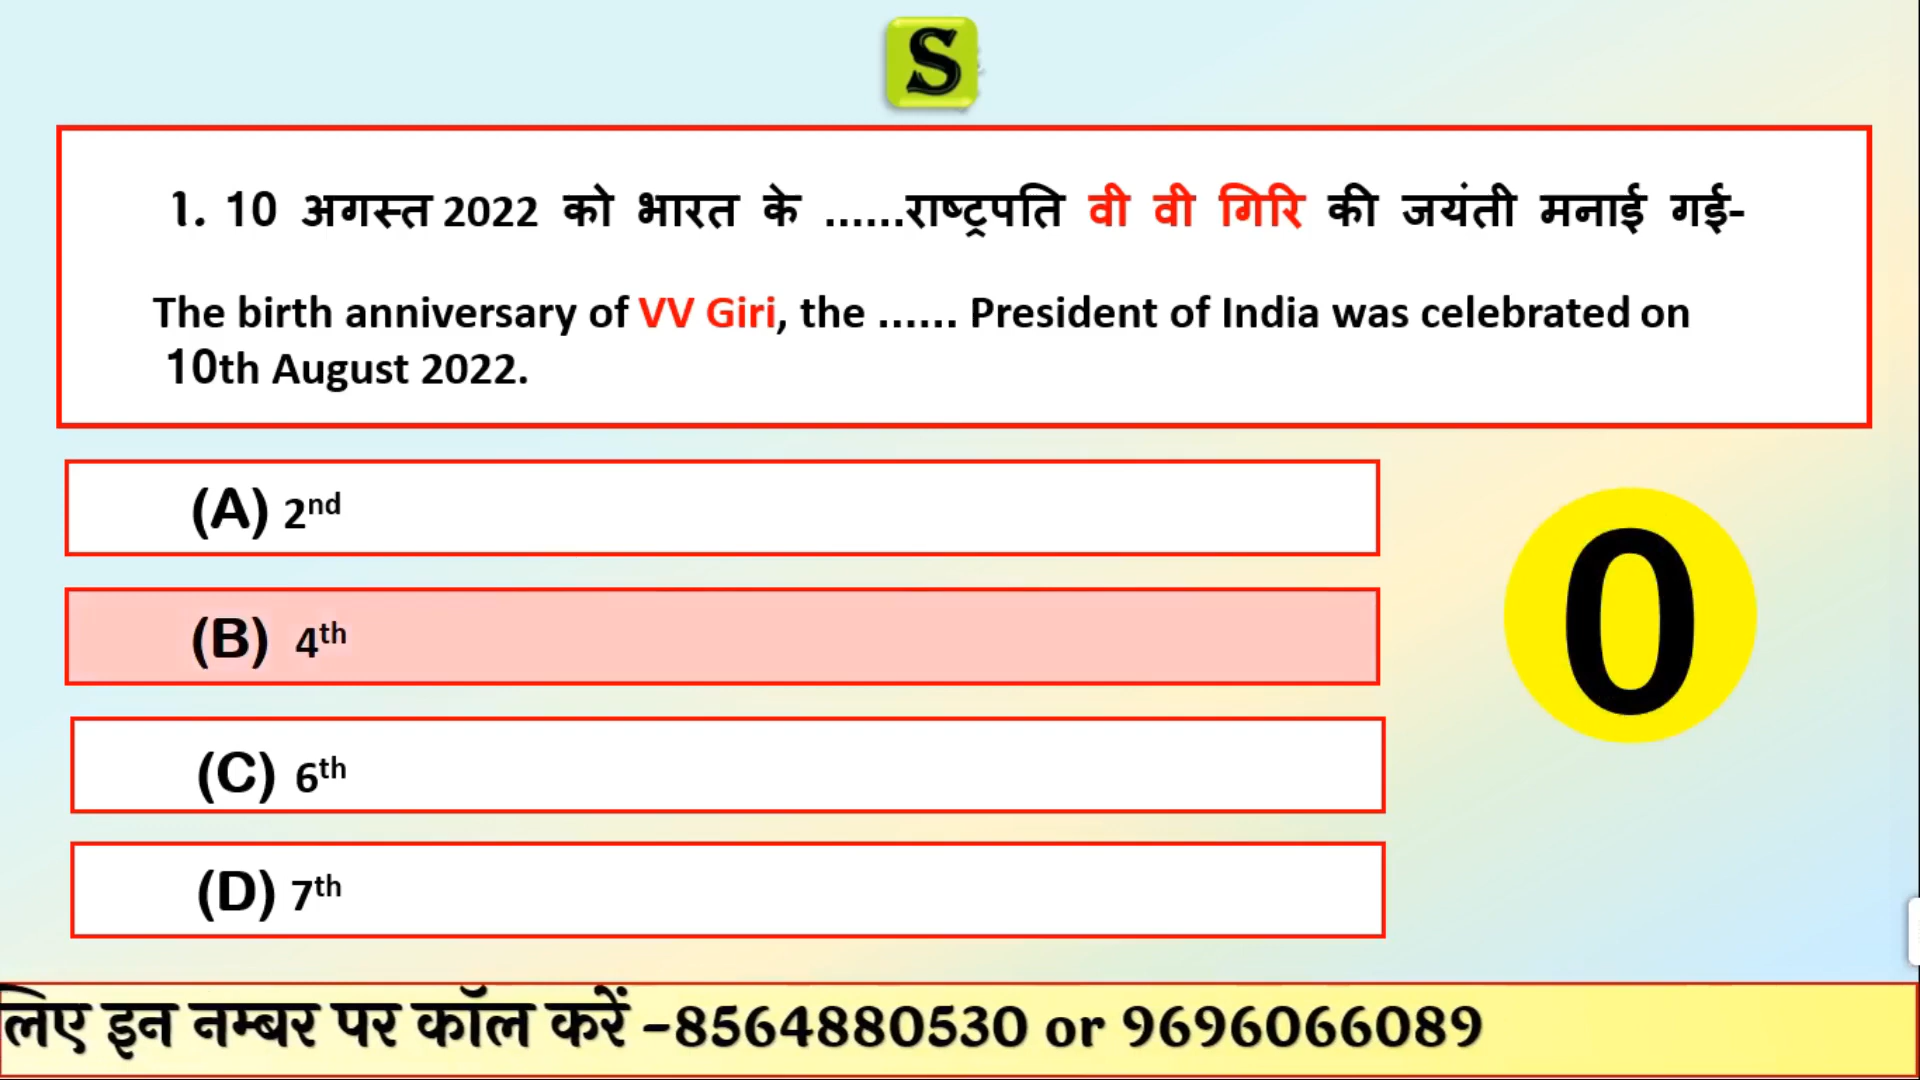 S
1. 10 अगस्त 2022 को भारत के ......राष्ट्रपति वी वी गिरि की जयंती मनाई गई-
The birth anniversary of VV Giri, the ...... President of India was celebrated on
10th August 2022.
(A) 2nd
(B) 4th
(C) 6th
(D) 7th
0
लिए इन नम्बर पर कॉल करें -8564880530 or 9696066089